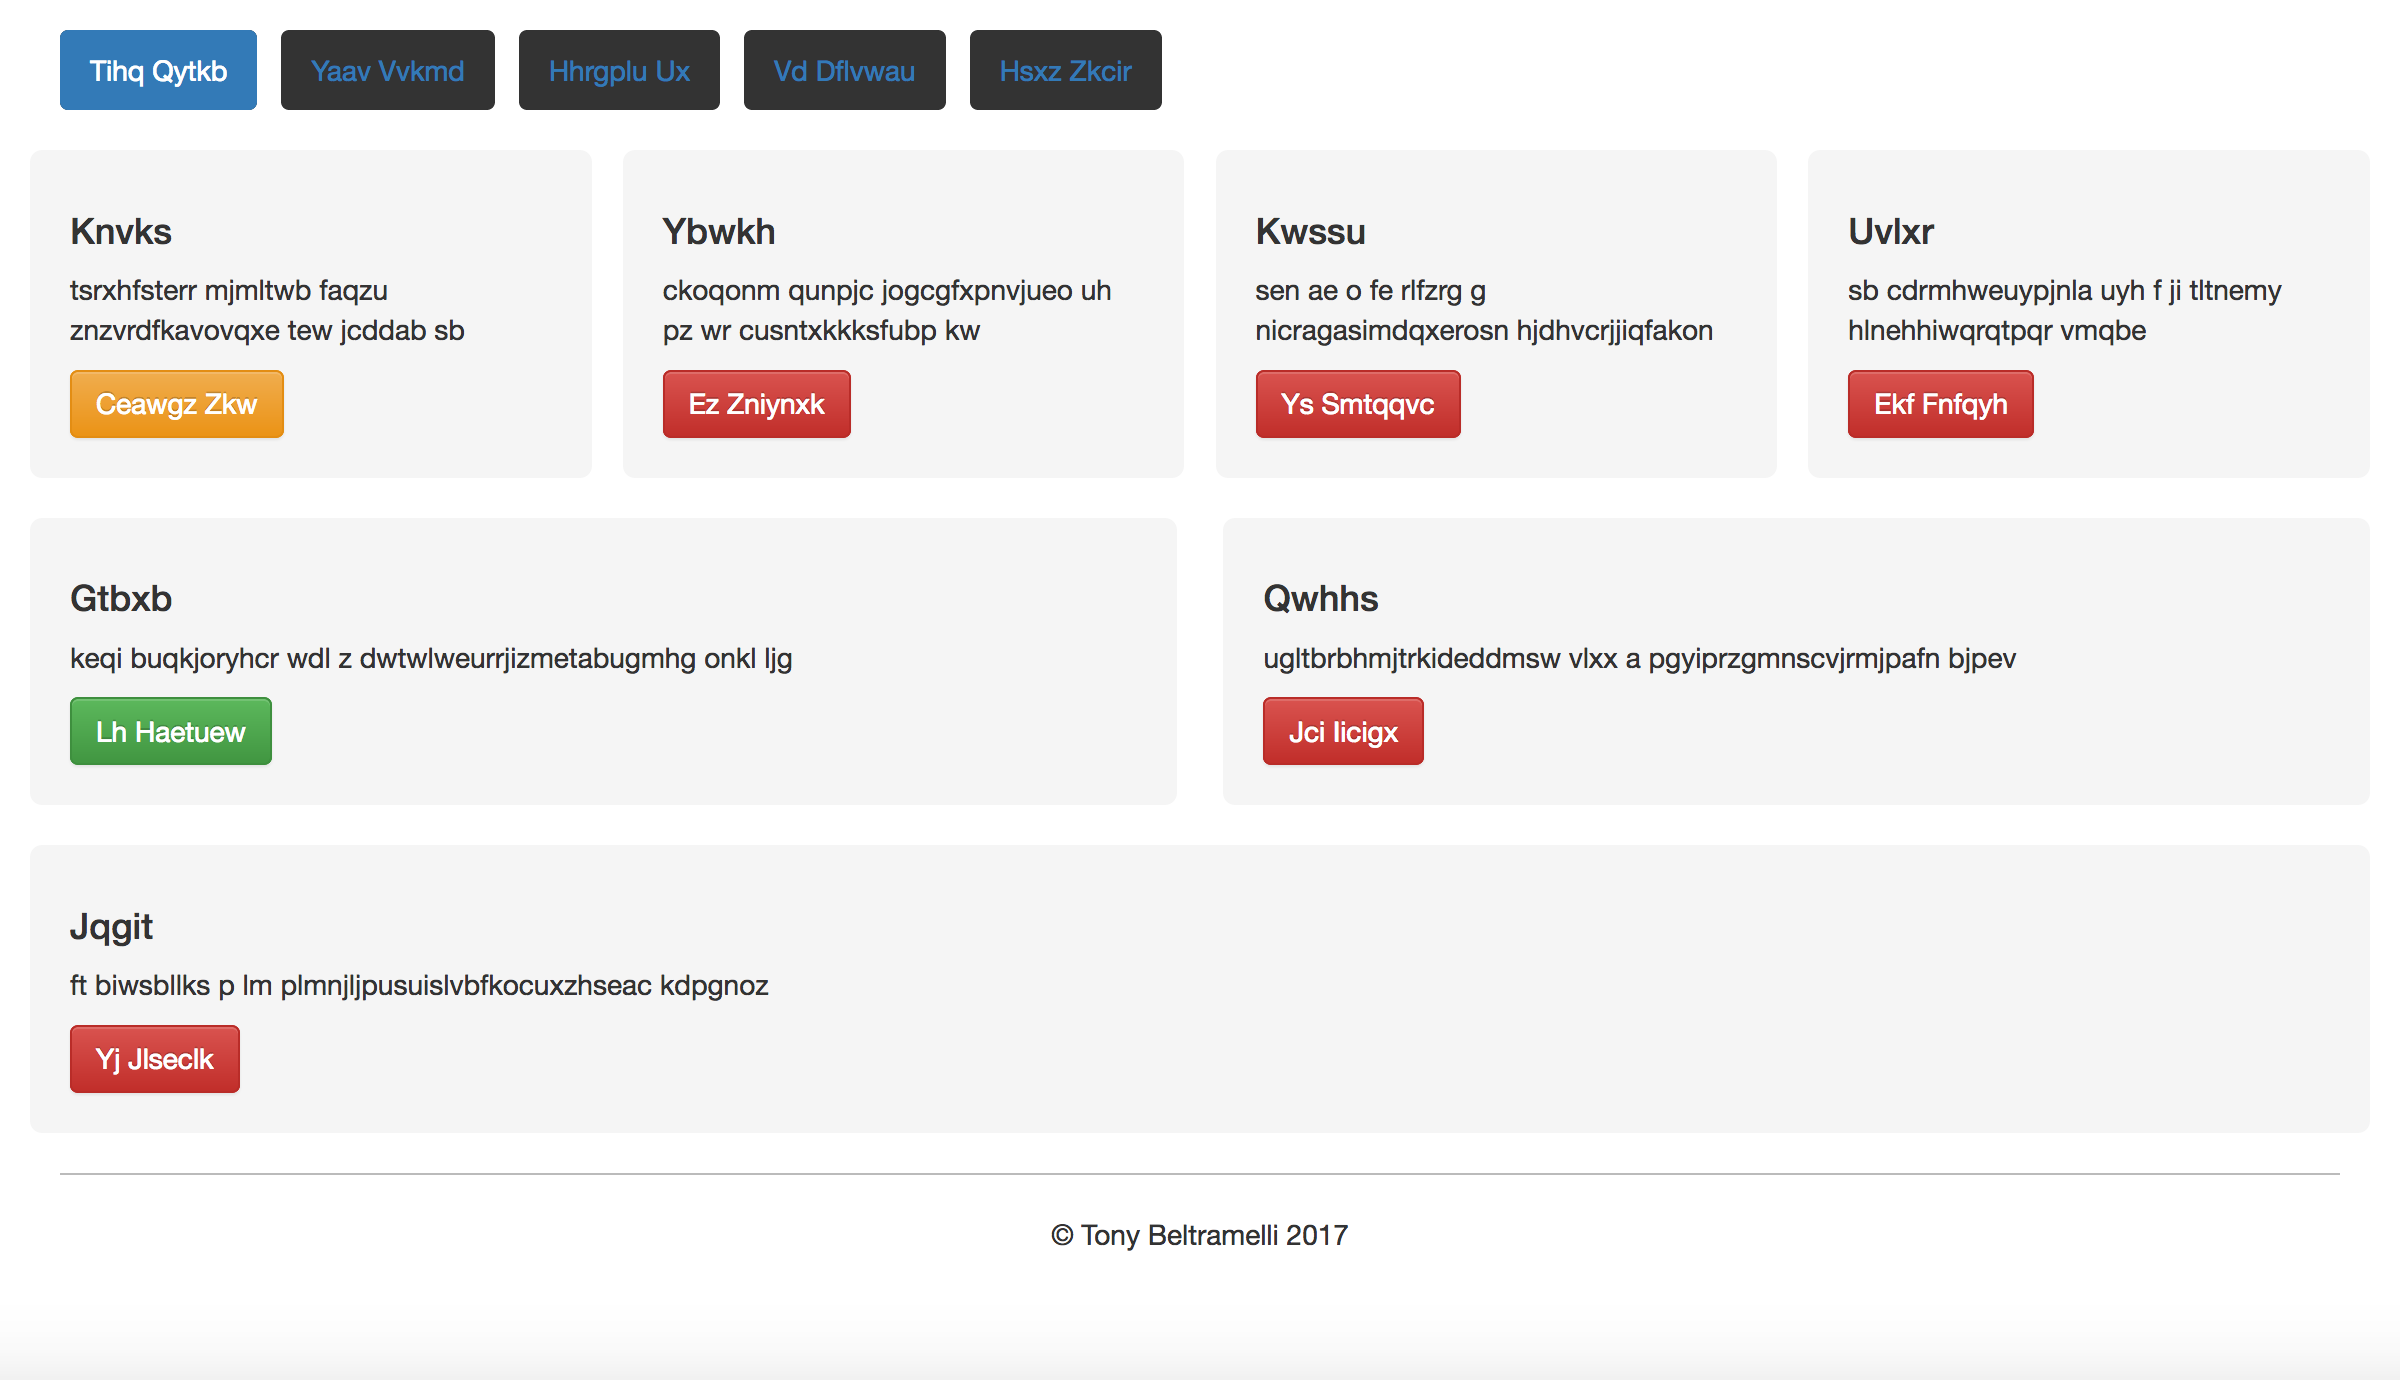 Tihq Qytkb
Yaav Vvkmd
Hhrgplu Ux
Vd Dflvwau
Hsxz Zkcir
Knvks
tsrxhfsterr mjmltwb faqzu
znzvrdfkavovqxe tew jcddab sb
Ceawgz Zkw
Ybwkh
ckoqonm qunpjc jogcgfxpnvjueo uh
pz wr cusntxkkksfubp kw
Ez Zniynxk
Kwssu
sen ae o fe rlfzrg g
nicragasimdqxerosn hjdhvcrjjiqfakon
Ys Smtqqvc
Uvlxr
sb cdrmhweuypjnla uyh f ji tltnemy
hlnehhiwqrqtpqr vmqbe
Ekf Fnfqyh
Gtbxb
keqi buqkjoryhcr wdl z dwtwlweurrjizmetabugmhg onkl ljg
Lh Haetuew
Qwhhs
ugltbrbhmjtrkideddmsw vlxx a pgyiprzgmnscvjrmjpafn bjpev
Jci Iicigx
Jqgit
ft biwsbllks p lm plmnjljpusuislvbfkocuxzhseac kdpgnoz
Yj Jlseclk
© Tony Beltramelli 2017